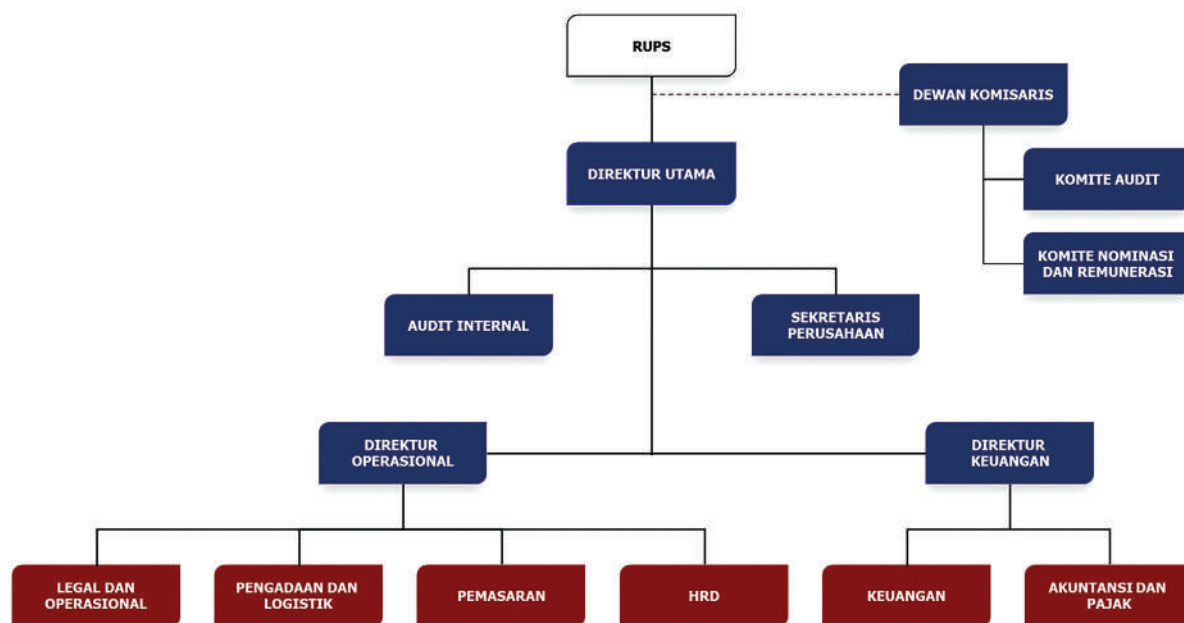 RUPS
DEWAN KOMISARIS
DIREKTUR UTAMA
KOMITE AUDIT
KOMITE NOMINASI
DAN REMUNERASI
AUDIT INTERNAL
SEKRETARIS
PERUSAHAAN
DIREKTUR
OPERASIONAL
DIREKTUR
KEUANGAN
LEGAL DAN
OPERASIONAL
PENGADAAN DAN
LOGISTIK
PEMASARAN
HRD
KEUANGAN
AKUNTANSI DAN
PAJAK